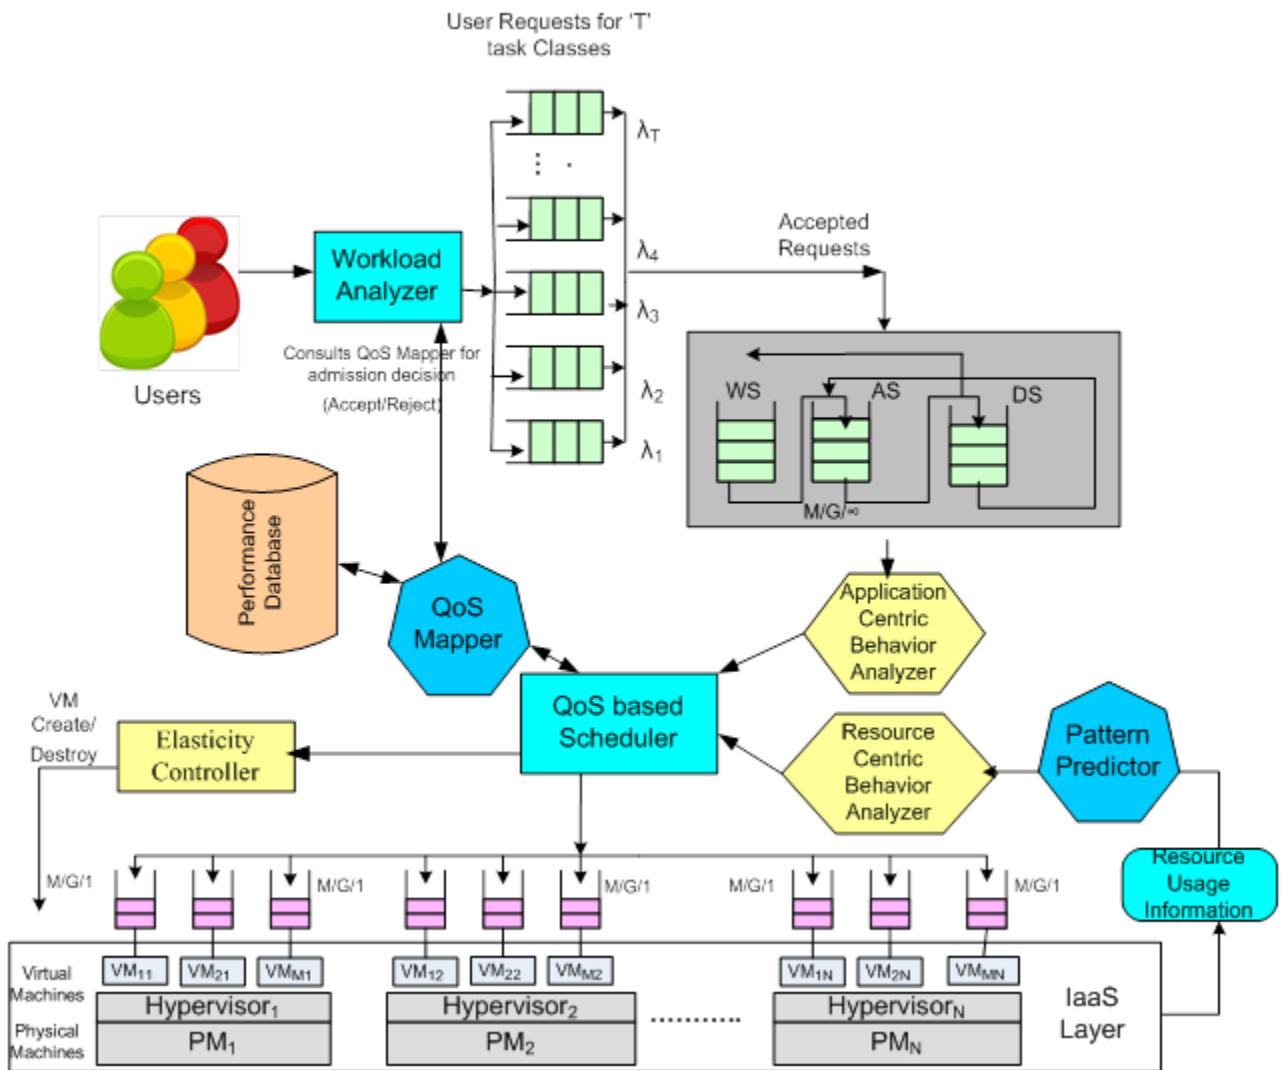 User Requests for 'T'
task Classes
λT
λ4
λ3
λ2
λ1
Accepted
Requests
Workload
Analyzer
Users
Consults QoS Mapper for
admission decision
(Accept/Reject)
WS
AS
DS
M/G/∞
Performance
Database
QoS
Mapper
Application
Centric
Behavior
Analyzer
VM
Create/
Destroy
Elasticity
Controller
QoS based
Scheduler
Resource
Centric
Behavior
Analyzer
Pattern
Predictor
Resource
Usage
Information
M/G/1
M/G/1
M/G/1
M/G/1
M/G/1
Virtual
Machines
VM11
VM21
VMM1
VM12
VM22
VMM2
VM1N
VM2N
VMMN
Hypervisor1
Hypervisor2
HypervisorN
IaaS
Layer
Physical
Machines
PM1
PM2
PMN